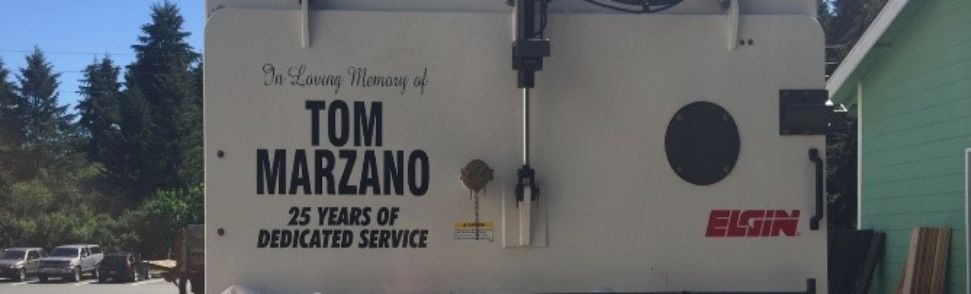 In Loving Memory of
TOM
MARZANO
25 YEARS OF
DEDICATED SERVICE
ELGIN